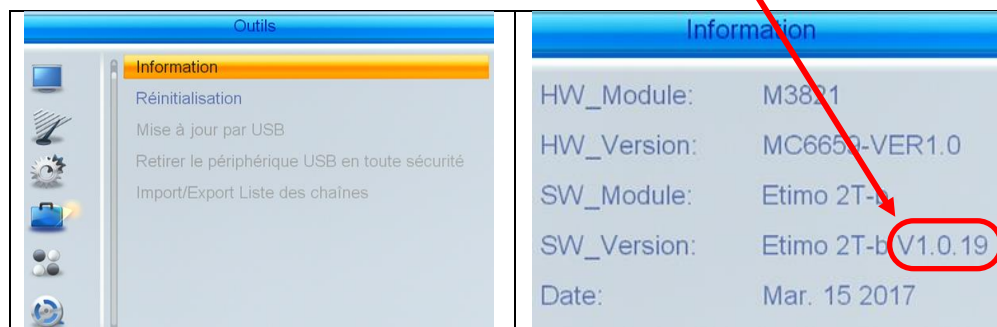 Outils
Information
Réinitialisation
Mise à jour par USB
Retirer le périphérique USB en toute sécurité
Import/Export Liste des chaînes
Information
HW_Module: M3821
HW_Version: MC6659-VER1.0
SW_Module: Etimo 2T-b
SW_Version: Etimo 2T-b V1.0.19
Date: Mar. 15 2017